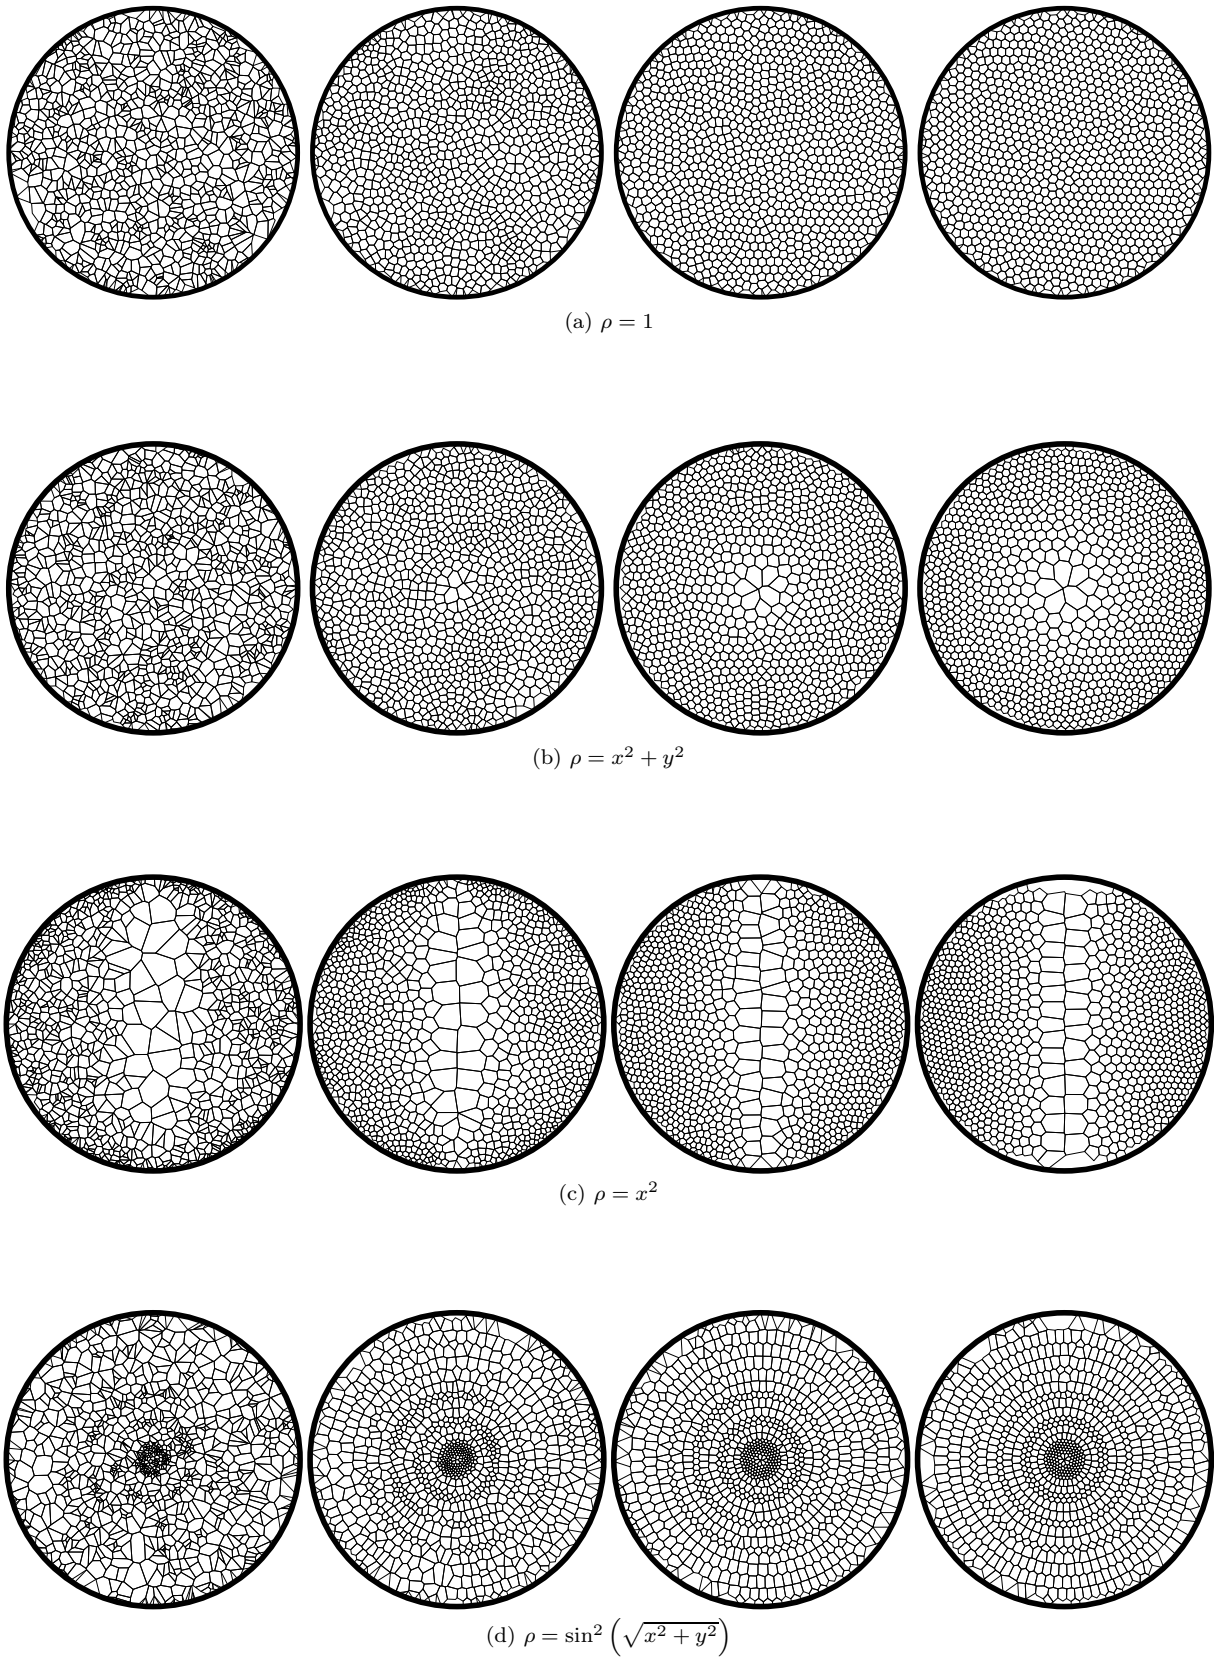 (a) ρ = 1
(b) ρ = x² + y²
(c) ρ = x²
(d) ρ = sin² (√x² + y²)